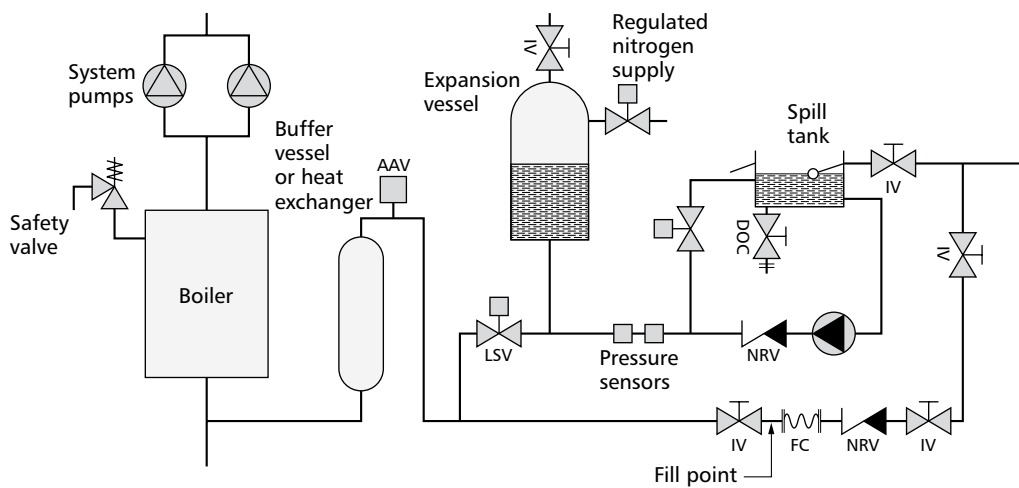 System
pumps
Safety
valve
Boiler
Buffer
vessel
or heat
exchanger
AAV
Expansion
vessel
IV
Regulated
nitrogen
supply
Spill
tank
IV
DOC
IV
LSV
Pressure
sensors
NRV
IV
FC
NRV
IV
Fill point